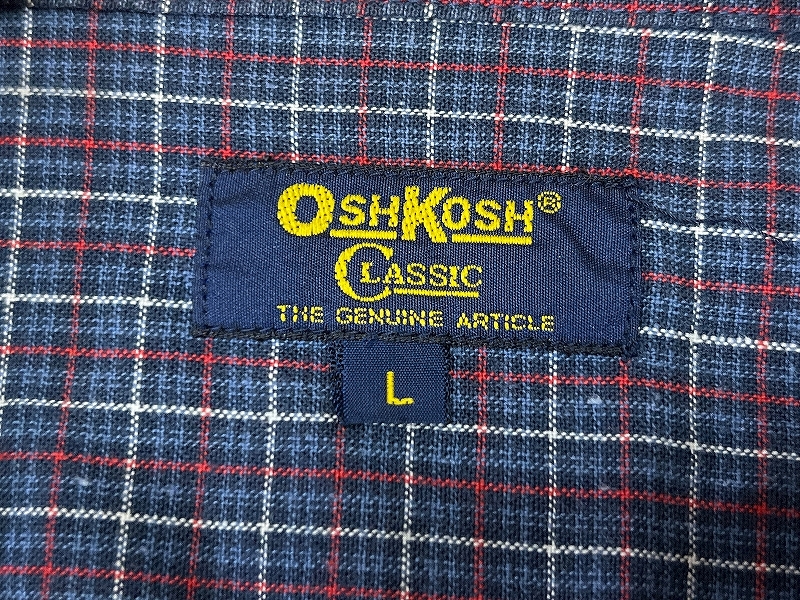 OSHKOSH®
CLASSIC
THE GENUINE ARTICLE
L